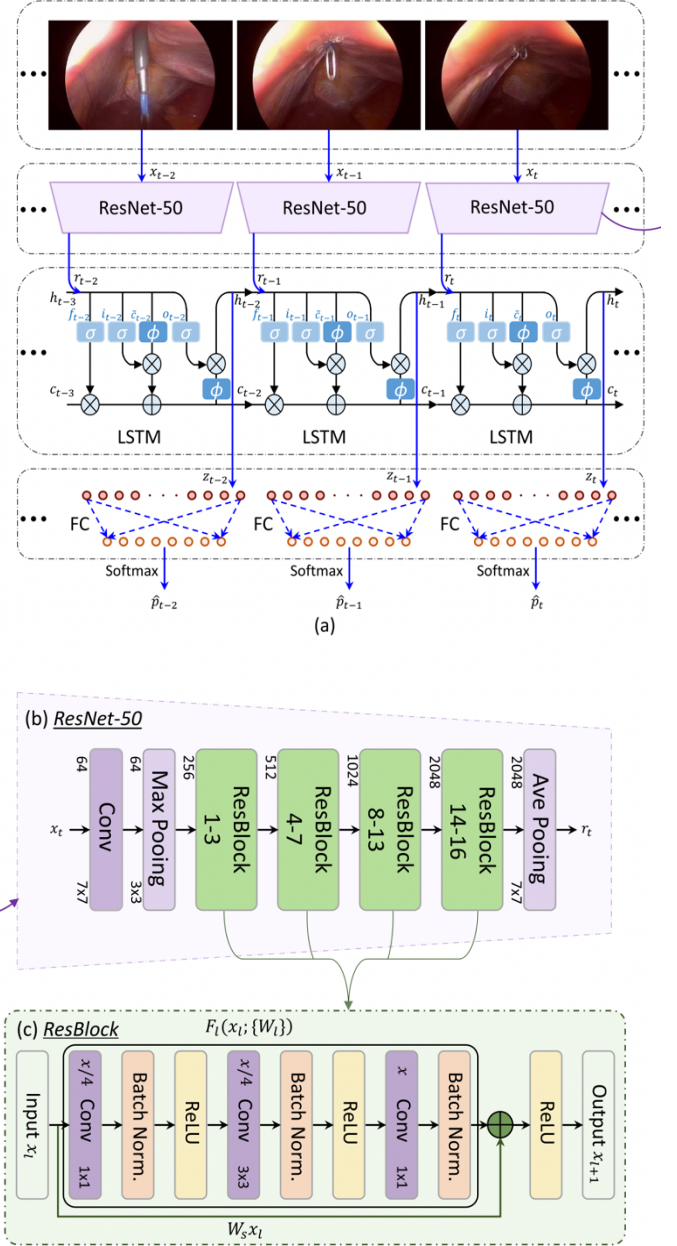 x_{t−2} x_{t−1} x_t
ResNet-50 ResNet-50 ResNet-50
r_{t−2} r_{t−1} r_t
h_{t−3} h_{t−2} h_{t−1} h_t
f_{t−2} i_{t−2} c̃_{t−2} o_{t−2} f_{t−1} i_{t−1} c̃_{t−1} o_{t−1} f_t i_t c̃_t o_t
σ σ ϕ σ σ σ ϕ σ σ σ ϕ σ
ϕ ϕ ϕ
c_{t−3} c_{t−2} c_{t−1} c_t
LSTM LSTM LSTM
z_{t−2} z_{t−1} z_t
FC FC FC
Softmax Softmax Softmax
p̂_{t−2} p̂_{t−1} p̂_t
(a)
(b) ResNet-50
x_t
64 Conv 7x7
64 Max Pooing 3x3
256 ResBlock 1-3
512 ResBlock 4-7
1024 ResBlock 8-13
2048 ResBlock 14-16
2048 Ave Pooing 7x7
r_t
(c) ResBlock
F_l(x_l; {W_l})
Input x_l
x/4 Conv 1x1
Batch Norm.
ReLU
x/4 Conv 3x3
Batch Norm.
ReLU
x Conv 1x1
Batch Norm.
ReLU
Output x_{l+1}
W_s x_l